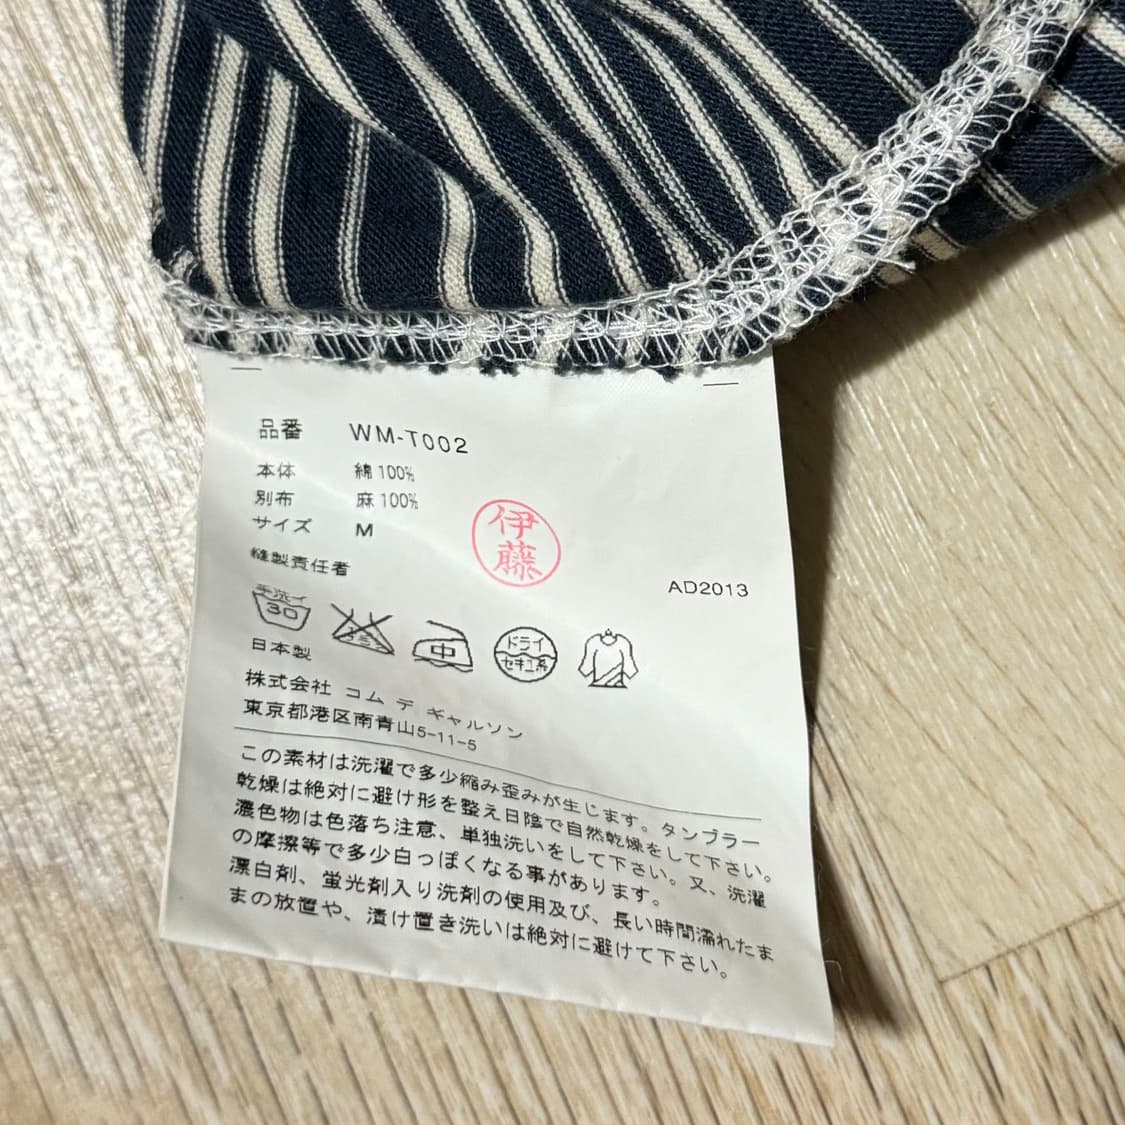 品番 WM-T002
本体 綿100%
別布 麻100%
サイズ M
伊藤
縫製責任者
AD2013
手洗イ
30
エンソ
中
ドライ
セキユ系
日本製
株式会社 コム デ ギャルソン
東京都港区南青山5-11-5
この素材は洗濯で多少縮み歪みが生じます。タンブラー
乾燥は絶対に避け形を整え日陰で自然乾燥をして下さい。
濃色物は色落ち注意、単独洗いをして下さい。又、洗濯
の摩擦等で多少白っぽくなる事があります。
漂白剤、蛍光剤入り洗剤の使用及び、長い時間濡れたま
まの放置や、漬け置き洗いは絶対に避けて下さい。